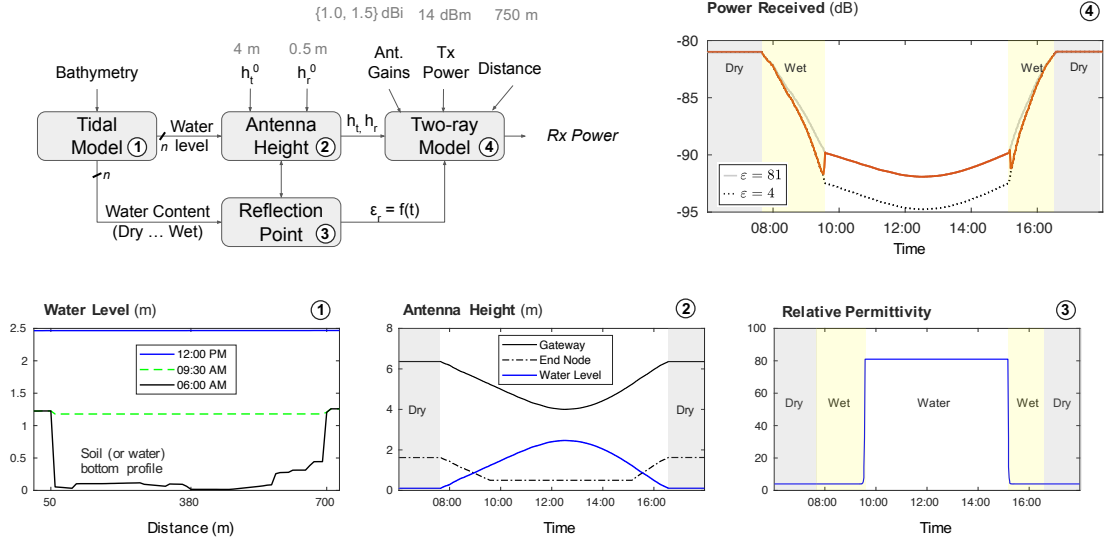 {1.0, 1.5} dBi 14 dBm 750 m
4 m 0.5 m
Bathymetry h_t^0 h_r^0 Ant. Gains Tx Power Distance
Tidal Model 1
n
Water level
Antenna Height 2
h_t, h_r
Two-ray Model 4
Rx Power
n
Water Content (Dry ... Wet)
Reflection Point 3
ε_r = f(t)
Power Received (dB) 4
-80
-85
-90
-95
Dry Wet Wet Dry
ε = 81
ε = 4
08:00 10:00 12:00 14:00 16:00
Time
Water Level (m) 1
2.5
2
1.5
1
0.5
0
12:00 PM
09:30 AM
06:00 AM
Soil (or water)
bottom profile
50 380 700
Distance (m)
Antenna Height (m) 2
8
6
4
2
0
Gateway
End Node
Water Level
Dry Dry
08:00 10:00 12:00 14:00 16:00
Time
Relative Permittivity 3
100
80
60
40
20
0
Dry Wet Water Wet Dry
08:00 10:00 12:00 14:00 16:00
Time